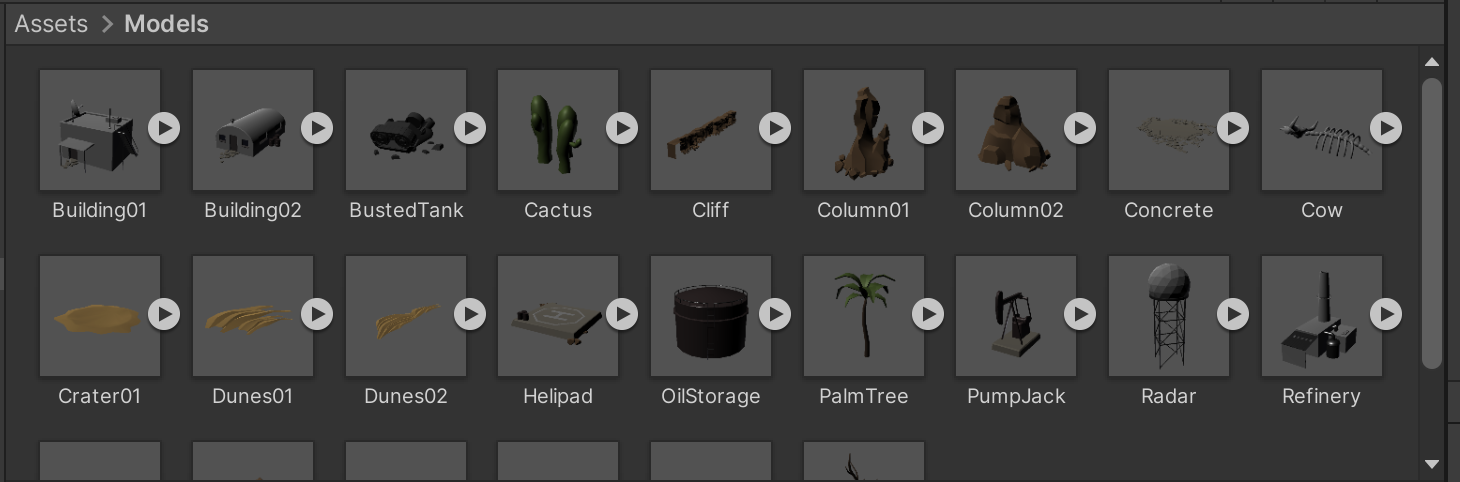 Assets > Models
Building01 Building02 BustedTank Cactus Cliff Column01 Column02 Concrete Cow
Crater01 Dunes01 Dunes02 Helipad OilStorage PalmTree PumpJack Radar Refinery